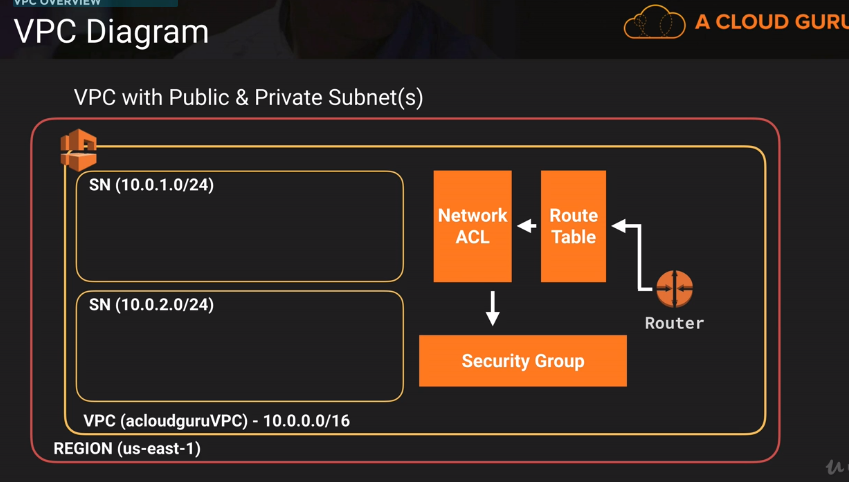 VPC OVERVIEW
VPC Diagram
A CLOUD GURU
VPC with Public & Private Subnet(s)
SN (10.0.1.0/24)
Network
ACL
Route
Table
SN (10.0.2.0/24)
Router
Security Group
VPC (acloudguruVPC) - 10.0.0.0/16
REGION (us-east-1)